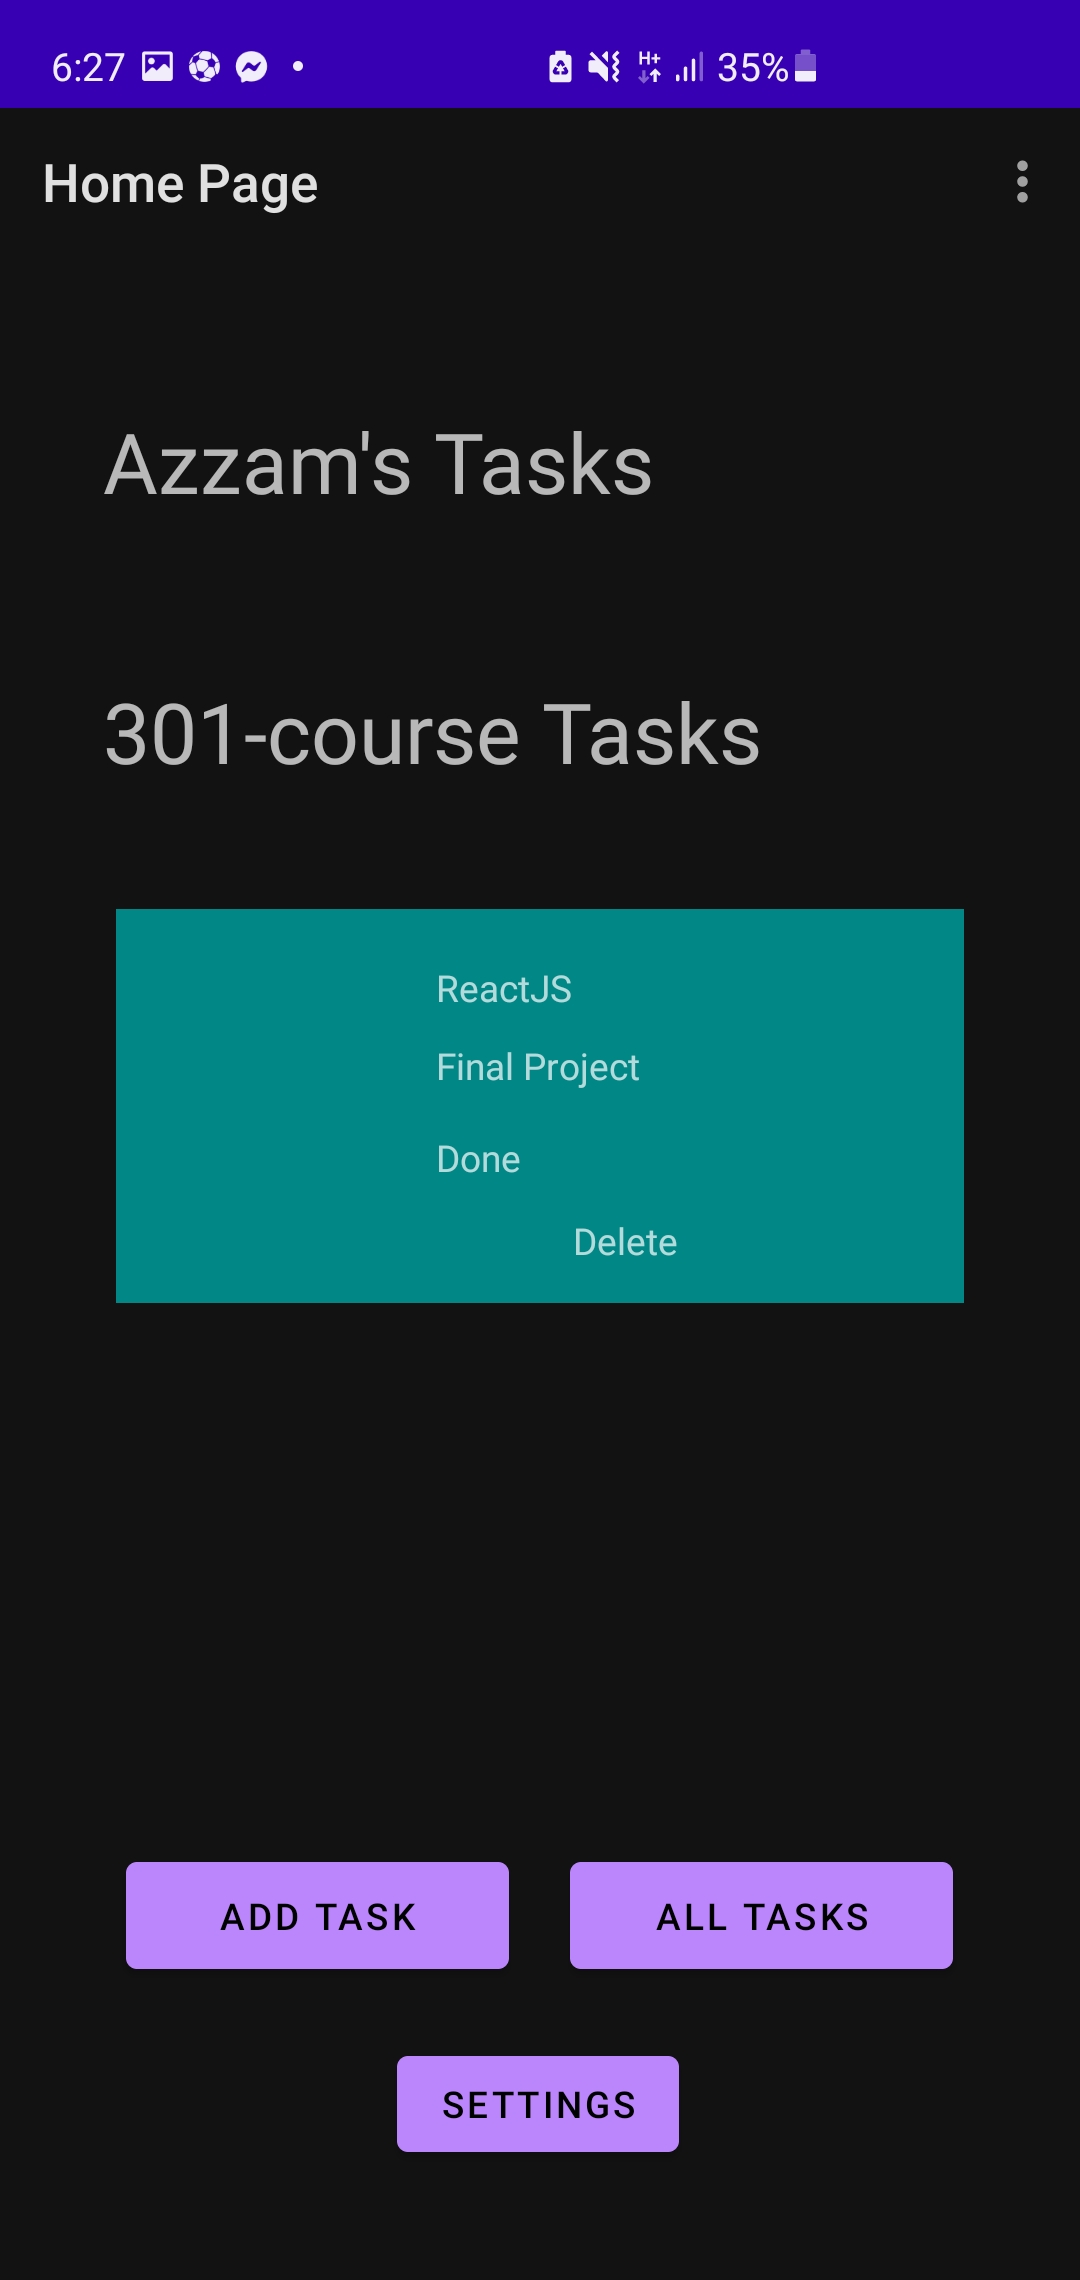 6:27 H+ 35%
Home Page
Azzam's Tasks
301-course Tasks
ReactJS
Final Project
Done
Delete
ADD TASK ALL TASKS
SETTINGS